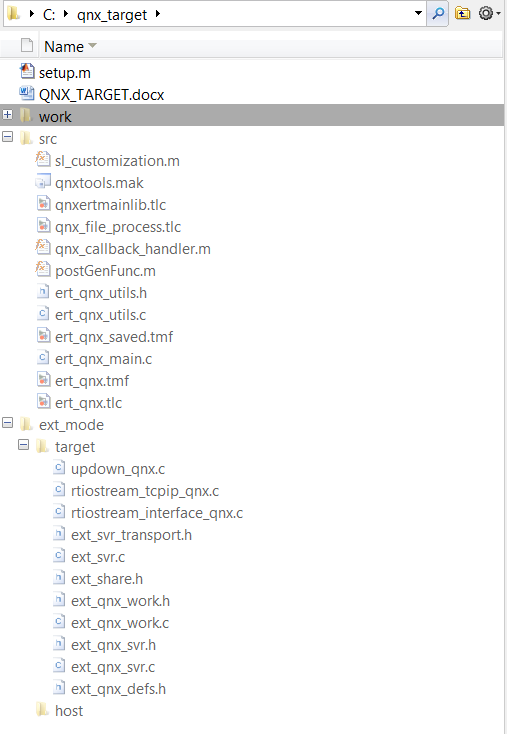 C: qnx_target
Name
setup.m
QNX_TARGET.docx
work
src
sl_customization.m
qnxtools.mak
qnxertmainlib.tlc
qnx_file_process.tlc
qnx_callback_handler.m
postGenFunc.m
ert_qnx_utils.h
ert_qnx_utils.c
ert_qnx_saved.tmf
ert_qnx_main.c
ert_qnx.tmf
ert_qnx.tlc
ext_mode
target
updown_qnx.c
rtiostream_tcpip_qnx.c
rtiostream_interface_qnx.c
ext_svr_transport.h
ext_svr.c
ext_share.h
ext_qnx_work.h
ext_qnx_work.c
ext_qnx_svr.h
ext_qnx_svr.c
ext_qnx_defs.h
host